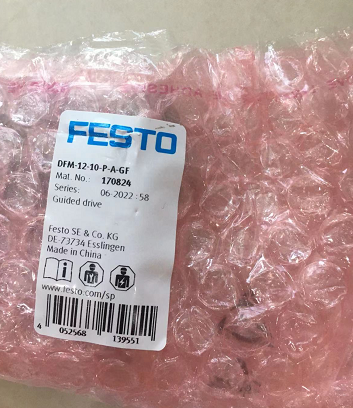 FESTO
DFM-12-10-P-A-GF
Mat. No.: 170824
Series: 06-2022 : 58
Guided drive
Festo SE & Co. KG
DE-73734 Esslingen
Made in China
www.festo.com/sp
4 052568 139551